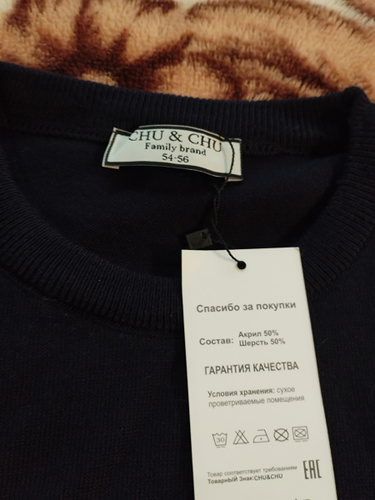 CHU & CHU
Family brand
54-56
Спасибо за покупки
Состав: Акрил 50%
Шерсть 50%
ГАРАНТИЯ КАЧЕСТВА
Условия хранения: сухое
проветриваемые помещения
30
Товар соответствует требованиям
Товарный Знак:CHU&CHU
EAC